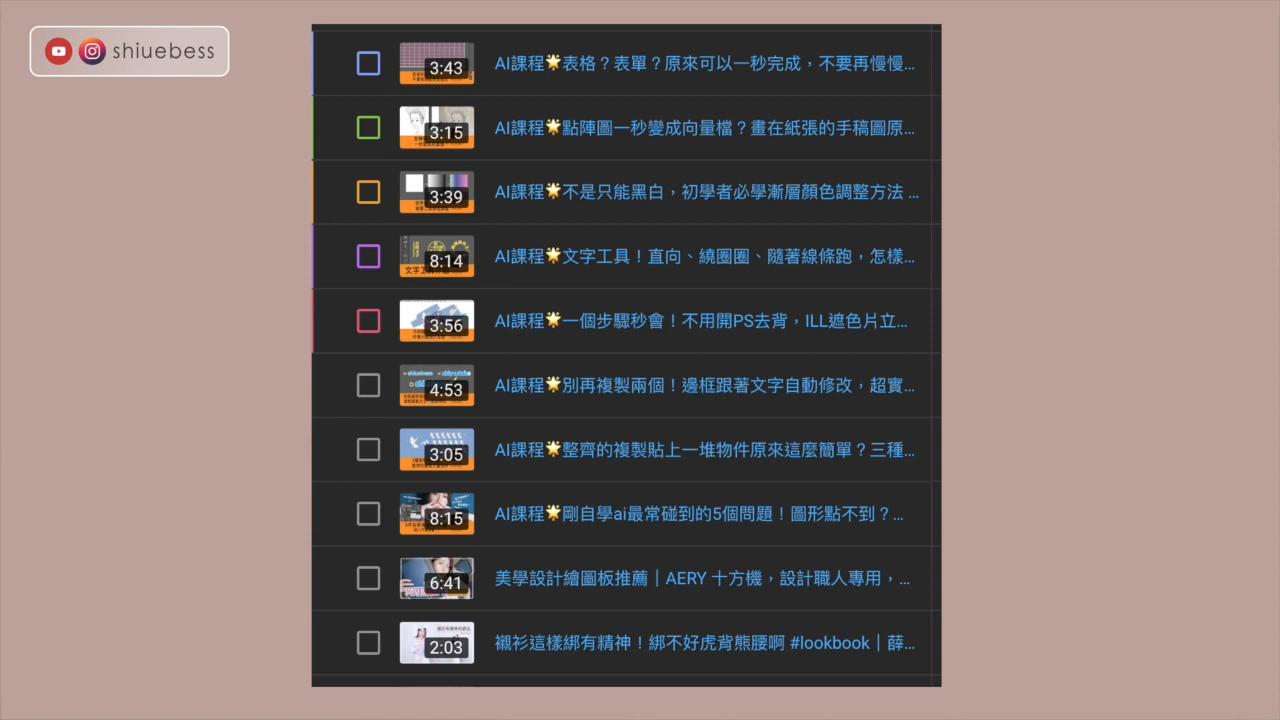 shiuebess
3:43
AI課程🌟表格？表單？原來可以一秒完成，不要再慢慢...
3:15
AI課程🌟點陣圖一秒變成向量檔？畫在紙張的手稿圖原...
3:39
AI課程🌟不是只能黑白，初學者必學漸層顏色調整方法 ...
8:14
AI課程🌟文字工具！直向、繞圈圈、隨著線條跑，怎樣...
3:56
AI課程🌟一個步驟秒會！不用開PS去背，ILL遮色片立...
4:53
AI課程🌟別再複製兩個！邊框跟著文字自動修改，超實...
3:05
AI課程🌟整齊的複製貼上一堆物件原來這麼簡單？三種...
8:15
AI課程🌟剛自學ai最常碰到的5個問題！圖形點不到？...
6:41
美學設計繪圖板推薦｜AERY 十方機，設計職人專用，...
2:03
襯衫這樣綁有精神！綁不好虎背熊腰啊 #lookbook｜薛...